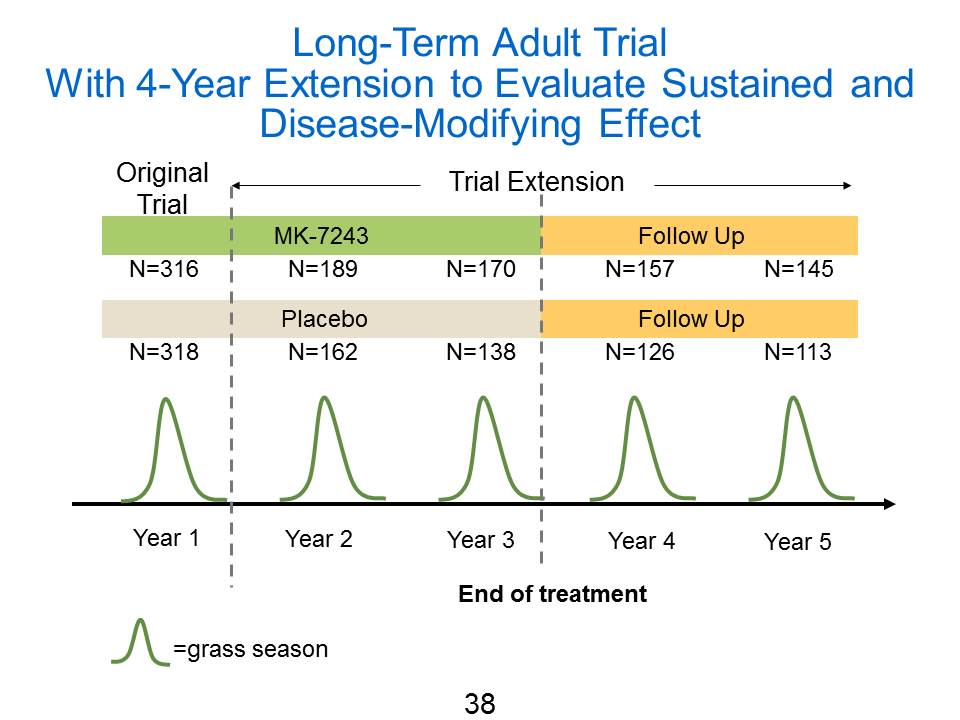 Long-Term Adult Trial
With 4-Year Extension to Evaluate Sustained and
Disease-Modifying Effect
Original
Trial
Trial Extension
MK-7243
Follow Up
N=316
N=189
N=170
N=157
N=145
Placebo
Follow Up
N=318
N=162
N=138
N=126
N=113
Year 1
Year 2
Year 3
Year 4
Year 5
End of treatment
=grass season
38